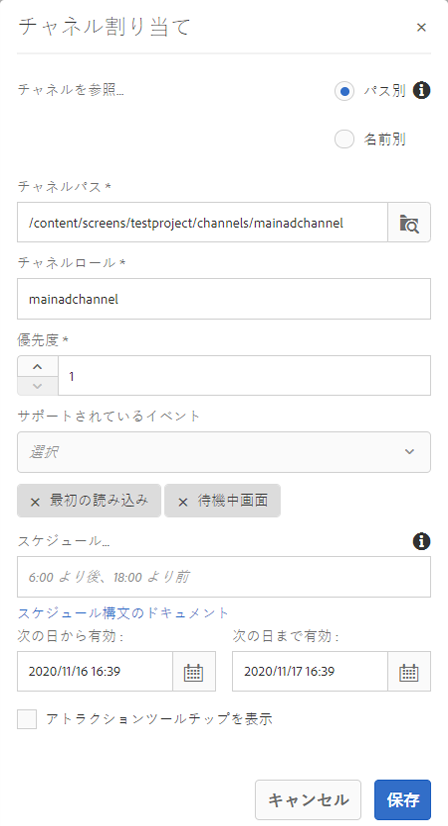 チャネル割り当て ×
チャネルを参照... パス別
名前別
チャネルパス *
/content/screens/testproject/channels/mainadchannel
チャネルロール *
mainadchannel
優先度 *
1
サポートされているイベント
選択
× 最初の読み込み × 待機中画面
スケジュール...
6:00 より後、18:00 より前
スケジュール構文のドキュメント
次の日から有効 : 次の日まで有効 :
2020/11/16 16:39 2020/11/17 16:39
アトラクションツールチップを表示
キャンセル 保存